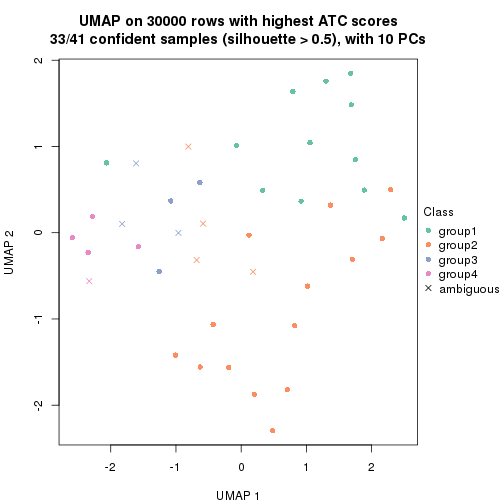 UMAP on 30000 rows with highest ATC scores
33/41 confident samples (silhouette > 0.5), with 10 PCs
2
1
0
-1
-2
UMAP 2
-2
-1
0
1
2
UMAP 1
Class
group1
group2
group3
group4
ambiguous